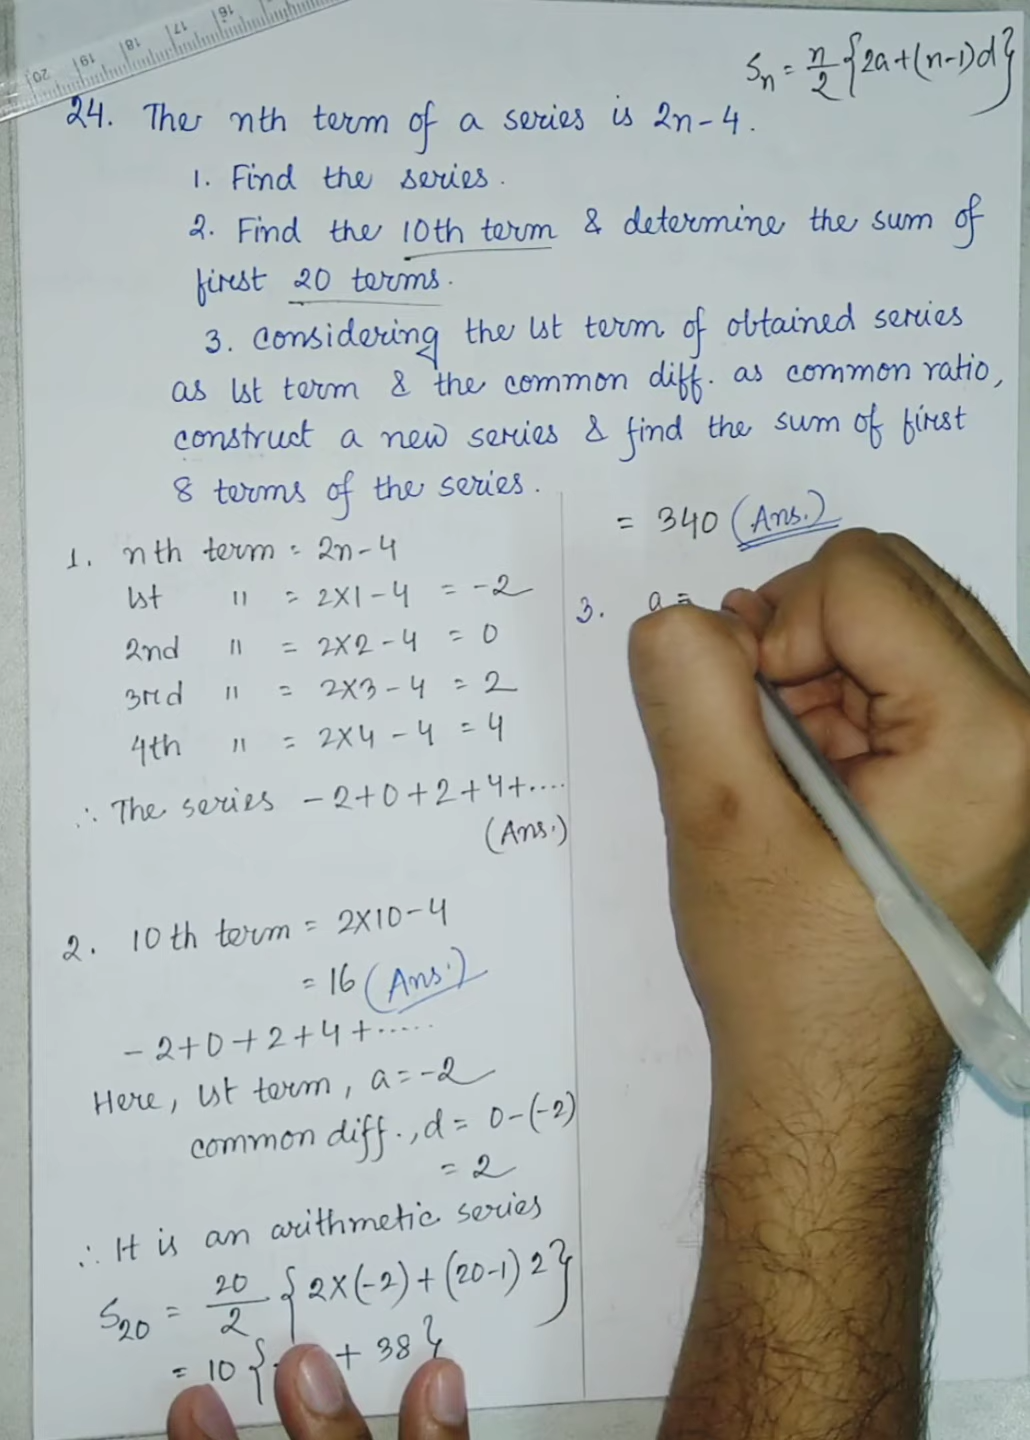 20 19 18 17 16
Sn = n/2 {2a+(n-1)d}
24. The nth term of a series is 2n-4.
1. Find the series.
2. Find the 10th term & determine the sum of
first 20 terms.
3. considering the 1st term of obtained series
as 1st term & the common diff. as common ratio,
construct a new series & find the sum of first
8 terms of the series.
1. nth term = 2n-4
1st " = 2×1-4 = -2
2nd " = 2×2-4 = 0
3rd " = 2×3-4 = 2
4th " = 2×4-4 = 4
∴ The series -2+0+2+4+....
(Ans.)
2. 10th term = 2×10-4
= 16 (Ans.)
-2+0+2+4+.....
Here, 1st term, a=-2
common diff., d = 0-(-2)
= 2
∴ It is an arithmetic series
S20 = 20/2 {2×(-2)+(20-1)2}
= 10 { + 38}
= 340 (Ans.)
3. a =